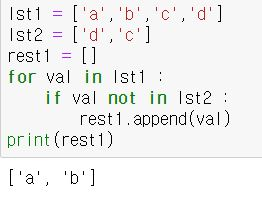 lst1 = ['a','b','c','d']
lst2 = ['d','c']
rest1 = []
for val in lst1 :
    if val not in lst2 :
        rest1.append(val)
print(rest1)
['a', 'b']